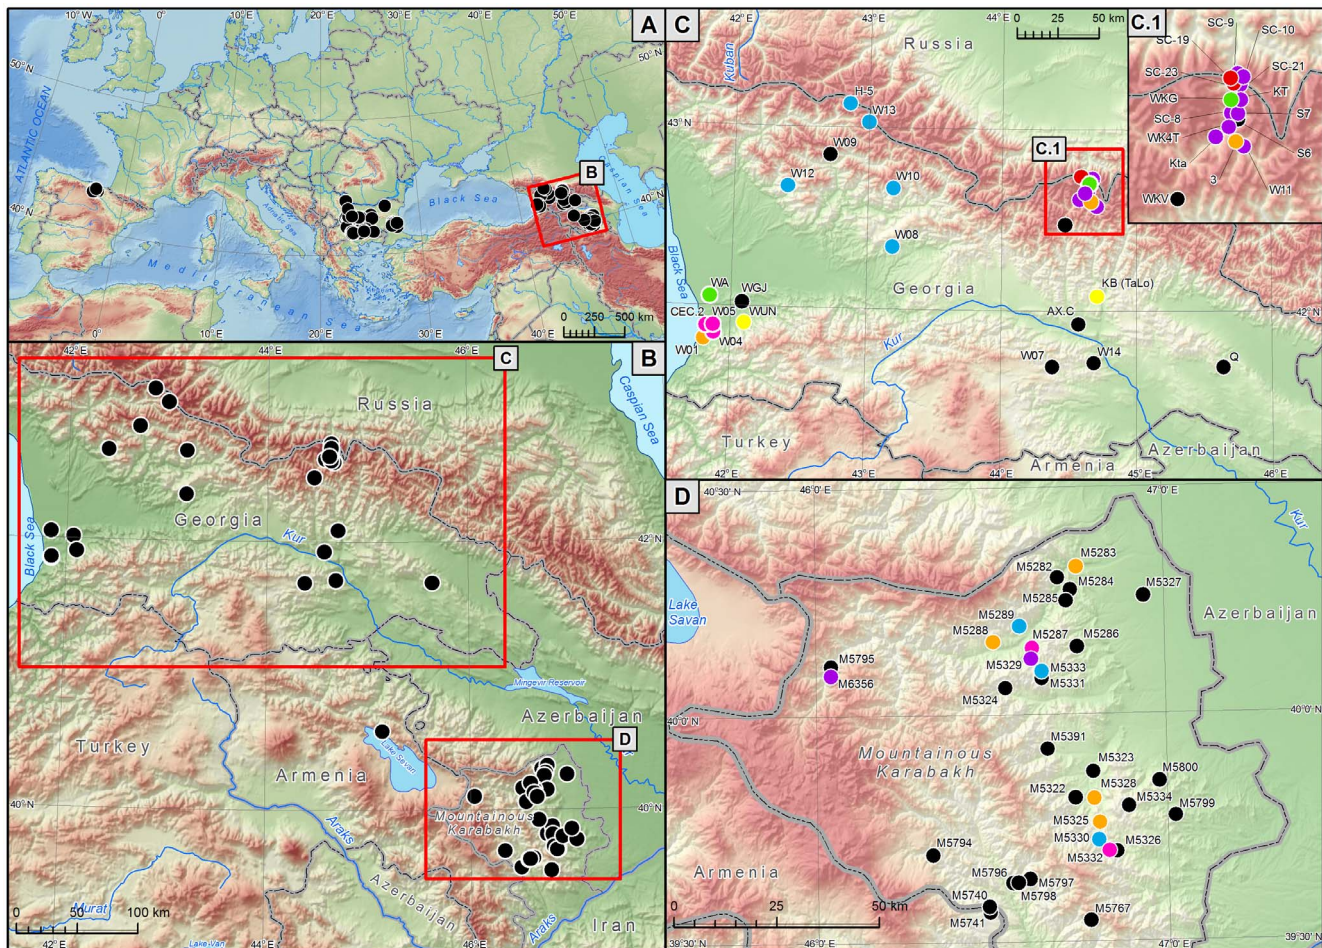 A
10°W
0°
10°E
20°E
30°E
40°E
50°N
50°N
ATLANTIC OCEAN
40°N
40°N
Black Sea
Caspian Sea
Adriatic Sea
Mediterranean Sea
B
0°
10°E
20°E
30°E
40°E
0 250 500 km
B
42°E
44°E
46°E
C
Russia
Caspian Sea
Black Sea
Georgia
Kur
42°N
Mingevir Reservoir
Azerbaijan
Turkey
Armenia
Lake Savan
D
40°N
40°N
Mountainous
Karabakh
Araks
Azerbaijan
Iran
Araks
Murat
Lake-Van
0 50 100 km
42°E
44°E
46°E
C
42°E
43°E
44°E
0 25 50 km
Russia
Kuban
43°N
43°N
H-5
W13
W09
W12
W10
W08
C.1
Black Sea
WA
WGJ
CEC.2
W05
WUN
W01
W04
Georgia
KB (TaLo)
AX.C
42°N
Kur
W07
W14
Q
Turkey
Armenia
Azerbaijan
42°E
43°E
44°E
45°E
46°E
C.1
SC-9
SC-10
SC-19
SC-21
SC-23
KT
WKG
S7
SC-8
WK4T
S6
Kta
3
W11
WKV
D
40°30' N
46°0' E
47°0' E
Kur
M5283
M5282
M5284
M5285
M5327
Lake
Savan
Azerbaijan
M5289
M5288
M5287
M5286
M5329
M5333
M5795
M6356
M5331
M5324
40°0' N
40°0' N
Mountainous
Karabakh
M5391
M5323
M5328
M5800
M5322
M5334
M5799
M5325
M5330
M5326
M5332
M5794
Armenia
M5796
M5797
M5798
M5740
M5741
M5767
0 25 50 km
46°0' E
47°0' E
39°30' N